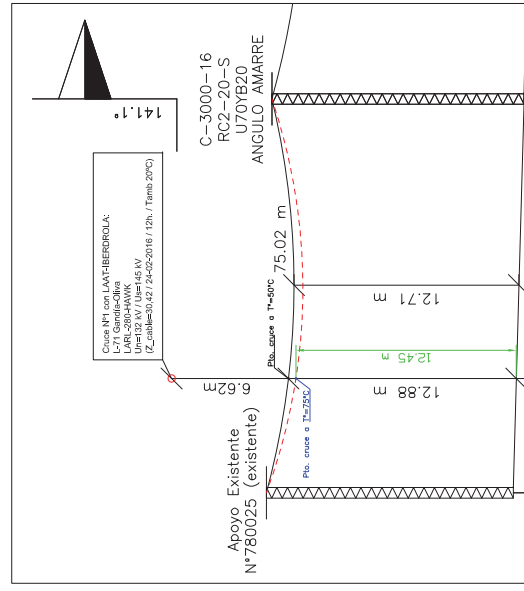 141.1°
C-3000-16
RC2-20-S
U70YB20
ANGULO AMARRE
Cruce Nº1 con LAAT-IBERDROLA:
L-71 Gandia-Oliva
LARL-280-HAWK
Un=132 kV / Us=145 kV
(Z_cable=30,42 / 24-02-2016 / 12h. / Tamb 20ºC)
75.02 m
Pto. cruce a Tª=50ºC
6.62m
12.71 m
12.45 m
12.88 m
Pto. cruce a Tª=75ºC
Apoyo Existente
Nº780025 (existente)